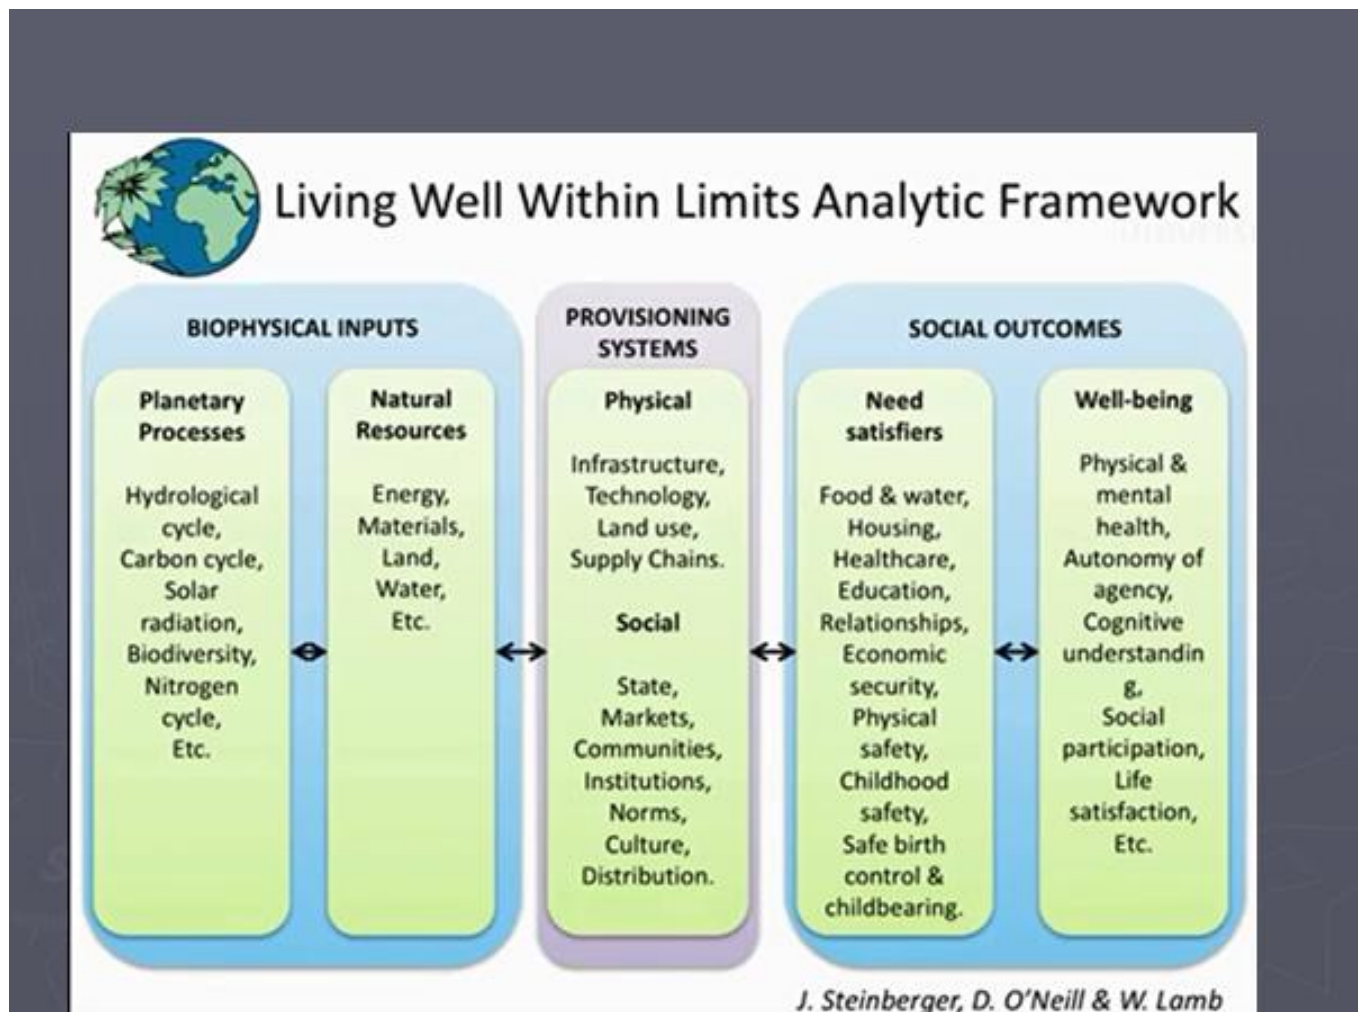 Living Well Within Limits Analytic Framework
BIOPHYSICAL INPUTS
Planetary
Processes
Hydrological
cycle,
Carbon cycle,
Solar
radiation,
Biodiversity,
Nitrogen
cycle,
Etc.
Natural
Resources
Energy,
Materials,
Land,
Water,
Etc.
PROVISIONING
SYSTEMS
Physical
Infrastructure,
Technology,
Land use,
Supply Chains.
Social
State,
Markets,
Communities,
Institutions,
Norms,
Culture,
Distribution.
SOCIAL OUTCOMES
Need
satisfiers
Food & water,
Housing,
Healthcare,
Education,
Relationships,
Economic
security,
Physical
safety,
Childhood
safety,
Safe birth
control &
childbearing.
Well-being
Physical &
mental
health,
Autonomy of
agency,
Cognitive
understandin
g,
Social
participation,
Life
satisfaction,
Etc.
J. Steinberger, D. O'Neill & W. Lamb